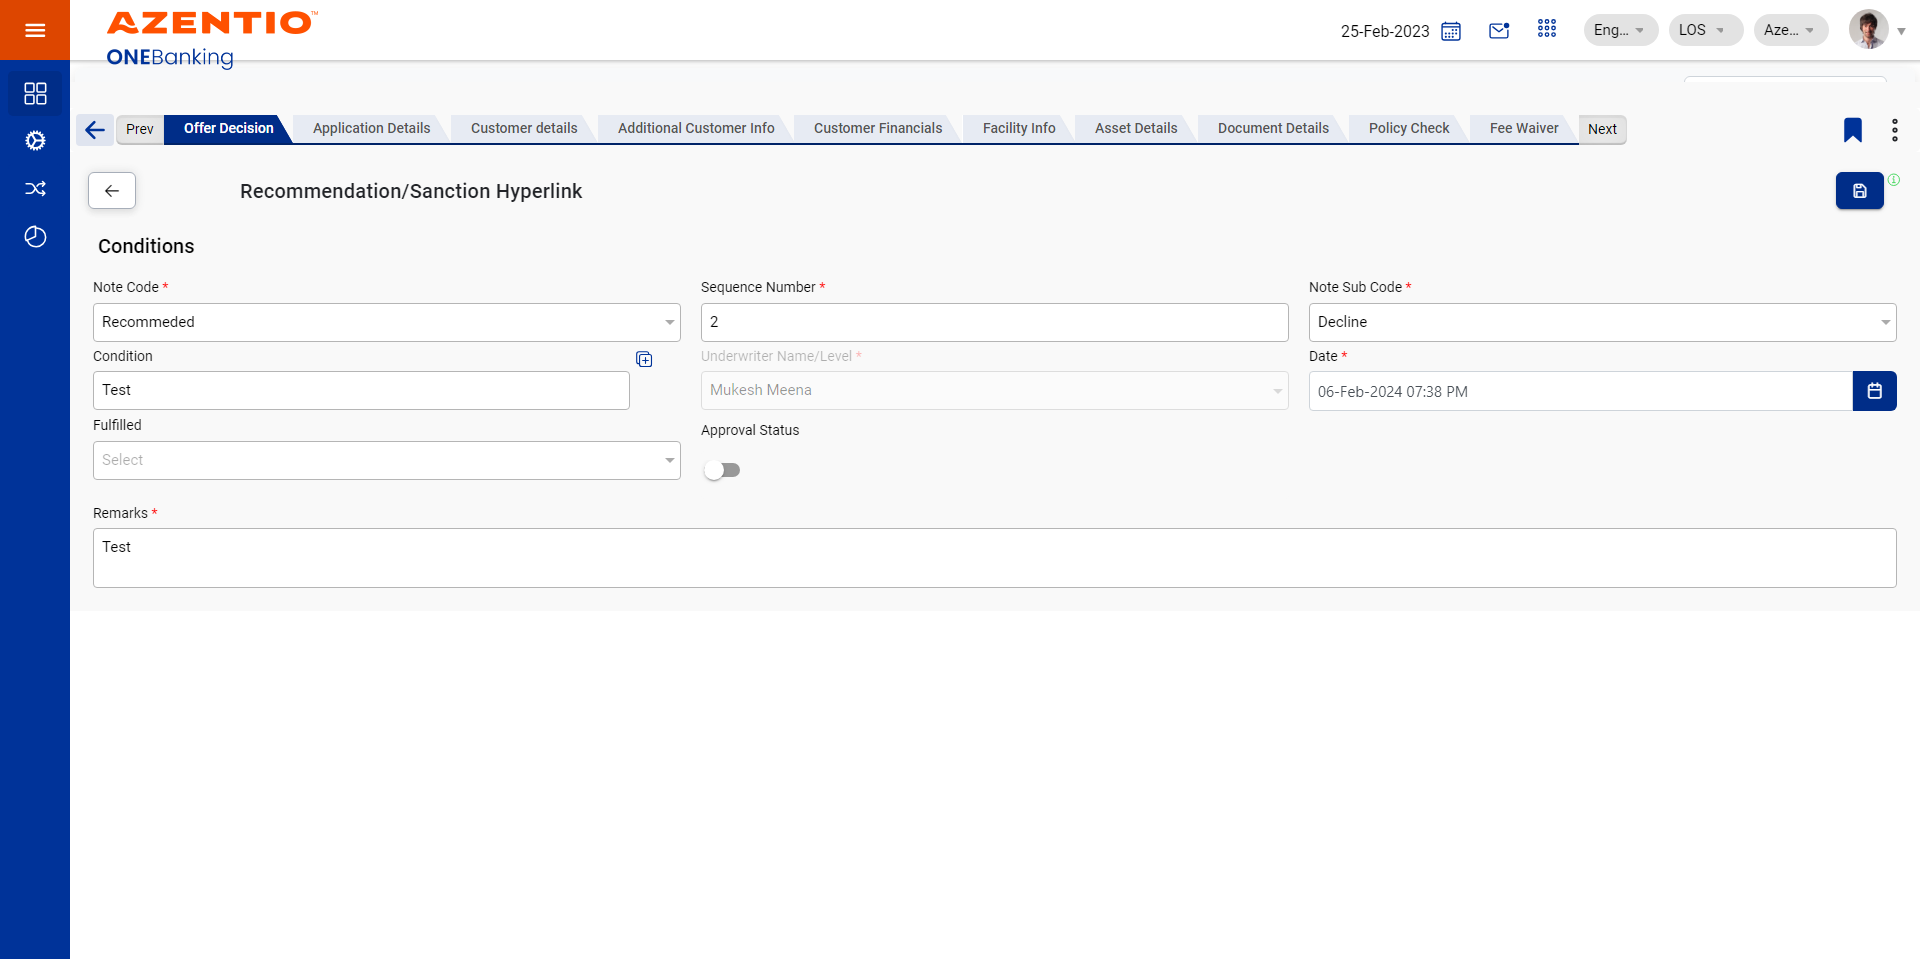 AZENTIO™
ONEBanking
25-Feb-2023
Eng...
LOS
Aze...
Prev
Offer Decision
Application Details
Customer details
Additional Customer Info
Customer Financials
Facility Info
Asset Details
Document Details
Policy Check
Fee Waiver
Next
Recommendation/Sanction Hyperlink
Conditions
Note Code *
Sequence Number *
Note Sub Code *
Recommeded
2
Decline
Condition
Underwriter Name/Level *
Date *
Test
Mukesh Meena
06-Feb-2024 07:38 PM
Fulfilled
Approval Status
Select
Remarks *
Test